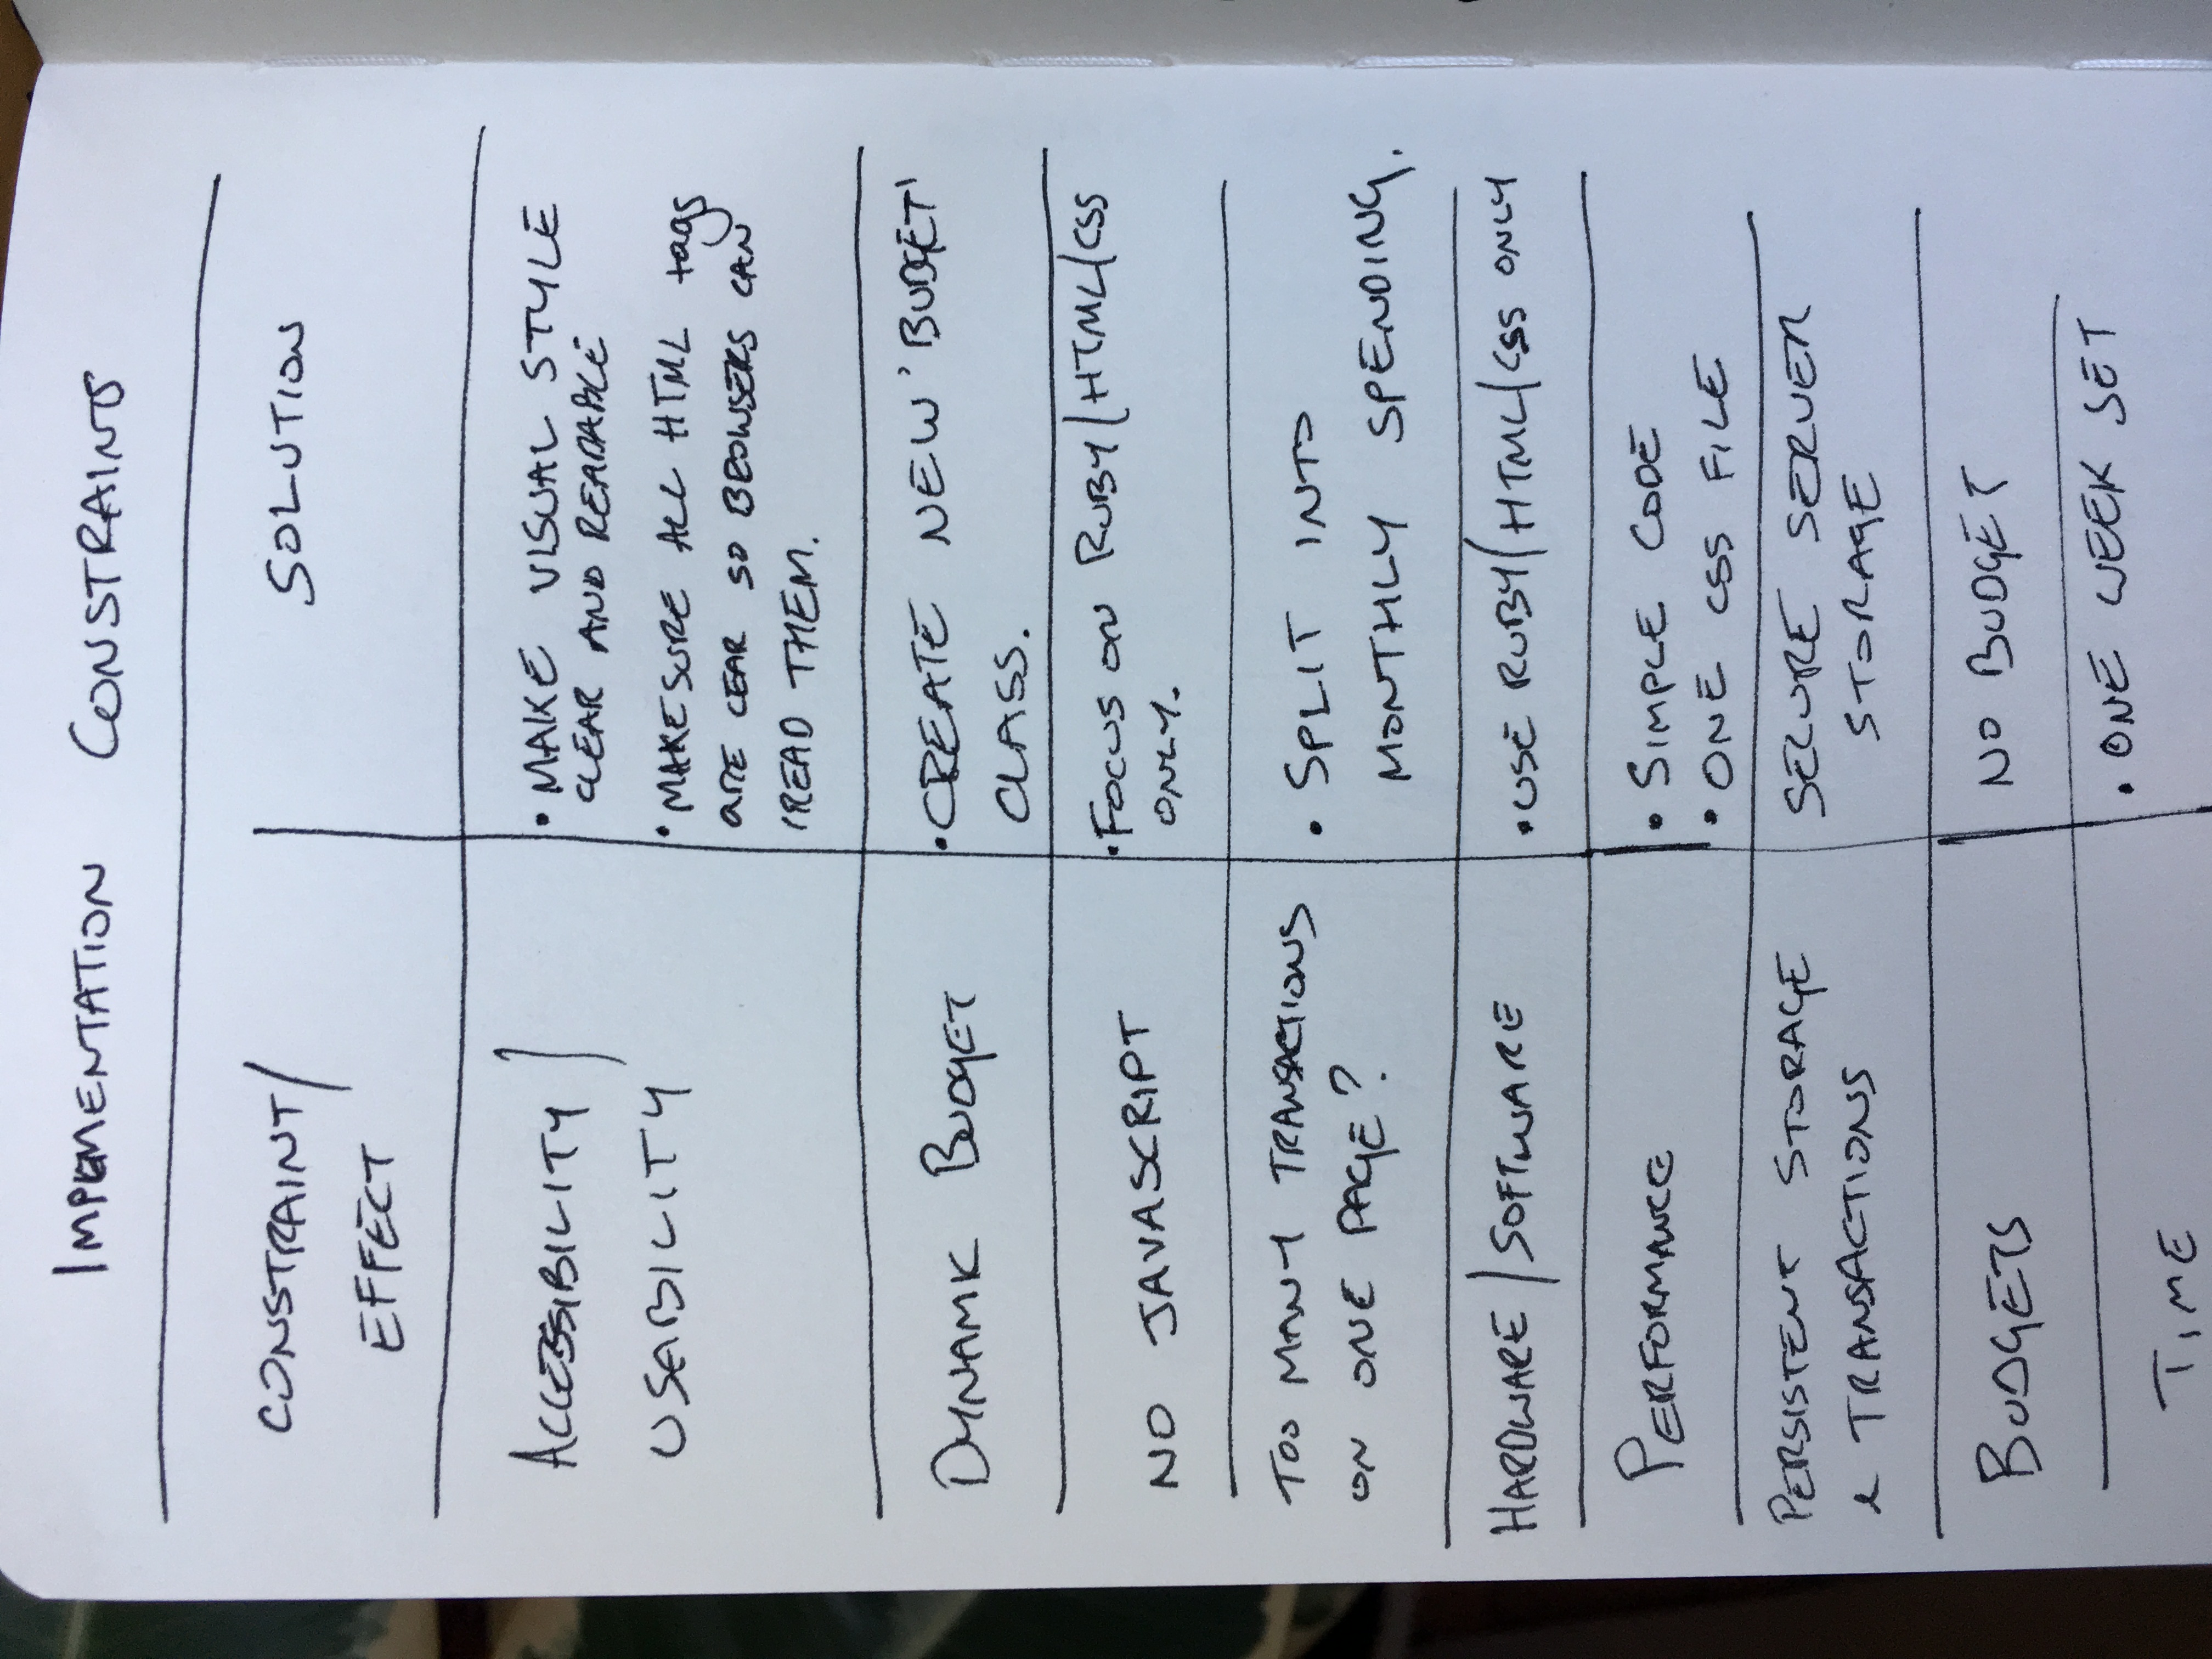 IMPLEMENTATION CONSTRAINTS
CONSTRAINT/
EFFECT
SOLUTION
ACCESSIBILITY/
USABILITY
• MAKE VISUAL STYLE
CLEAR AND READABLE
• MAKE SURE ALL HTML tags
are CLEAR SO BROWSERS CAN
READ THEM.
DYNAMIC BUDGET
• CREATE NEW 'BUDGET'
CLASS.
NO JAVASCRIPT
• FOCUS ON RUBY/HTML/CSS
ONLY.
TOO MANY TRANSACTIONS
ON ONE PAGE?
• SPLIT INTO
MONTHLY SPENDING.
HARDWARE/SOFTWARE
• USE RUBY/HTML/CSS ONLY
PERFORMANCE
• SIMPLE CODE
• ONE CSS FILE
PERSISTENT STORAGE
& TRANSACTIONS
SECURE SERVER
STORAGE
BUDGETS
NO BUDGET
TIME
• ONE WEEK SET